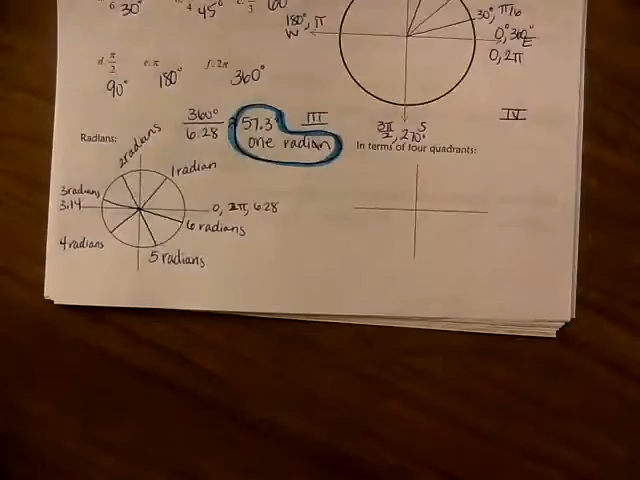 30°
45°
60
180°, π
W
30°, π/6
0°, 360°
E
0, 2π
d. π/2
e. π
f. 2π
90°
180°
360°
360°
6.28
57.3°
one radian
III
IV
3π/2, 270°
S
Radians:
In terms of four quadrants:
2 radians
1 radian
3 radians
3.14
0, 2π, 6.28
6 radians
4 radians
5 radians